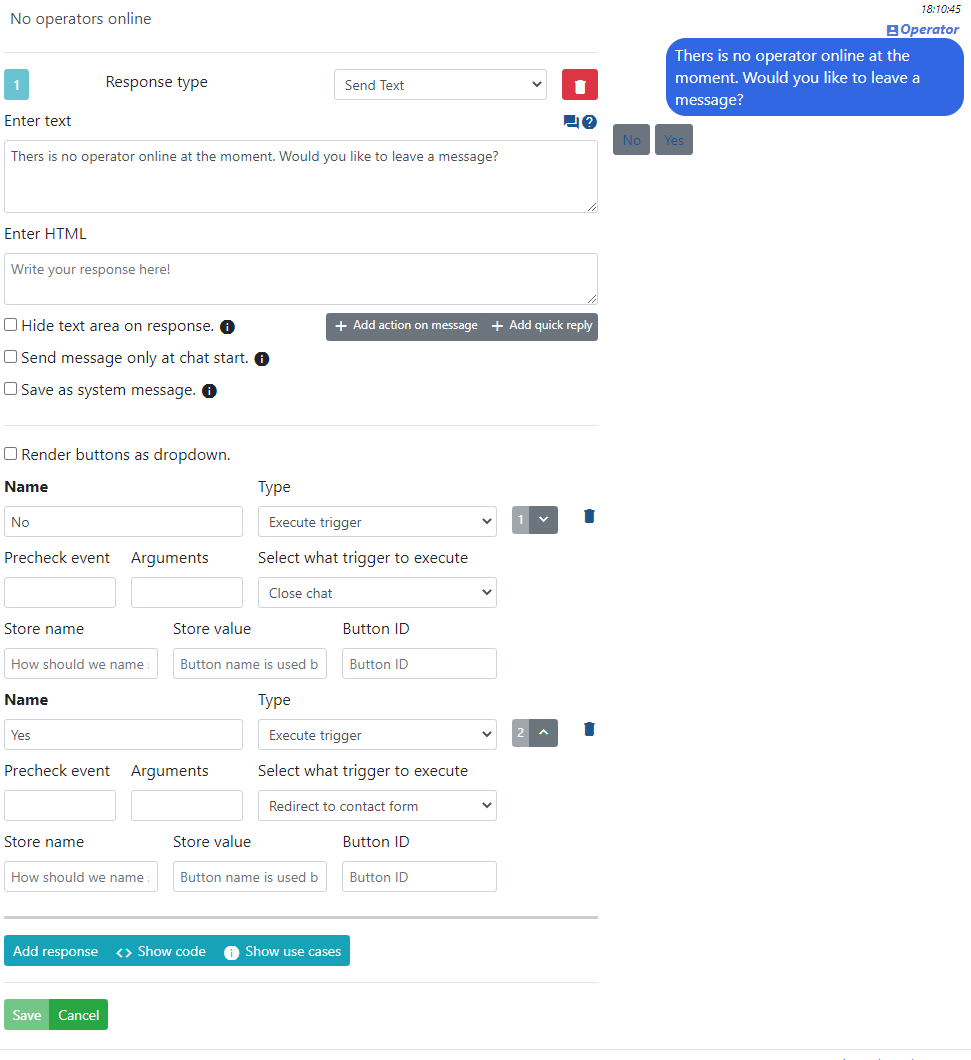 No operators online
18:10:45
Operator
Thers is no operator online at the
moment. Would you like to leave a
message?
No Yes
1 Response type Send Text
Enter text
Thers is no operator online at the moment. Would you like to leave a message?
Enter HTML
Write your response here!
Hide text area on response.
Add action on message Add quick reply
Send message only at chat start.
Save as system message.
Render buttons as dropdown.
Name Type
No Execute trigger 1
Precheck event Arguments Select what trigger to execute
Close chat
Store name Store value Button ID
How should we name Button name is used b Button ID
Name Type
Yes Execute trigger 2
Precheck event Arguments Select what trigger to execute
Redirect to contact form
Store name Store value Button ID
How should we name Button name is used b Button ID
Add response <> Show code Show use cases
Save Cancel